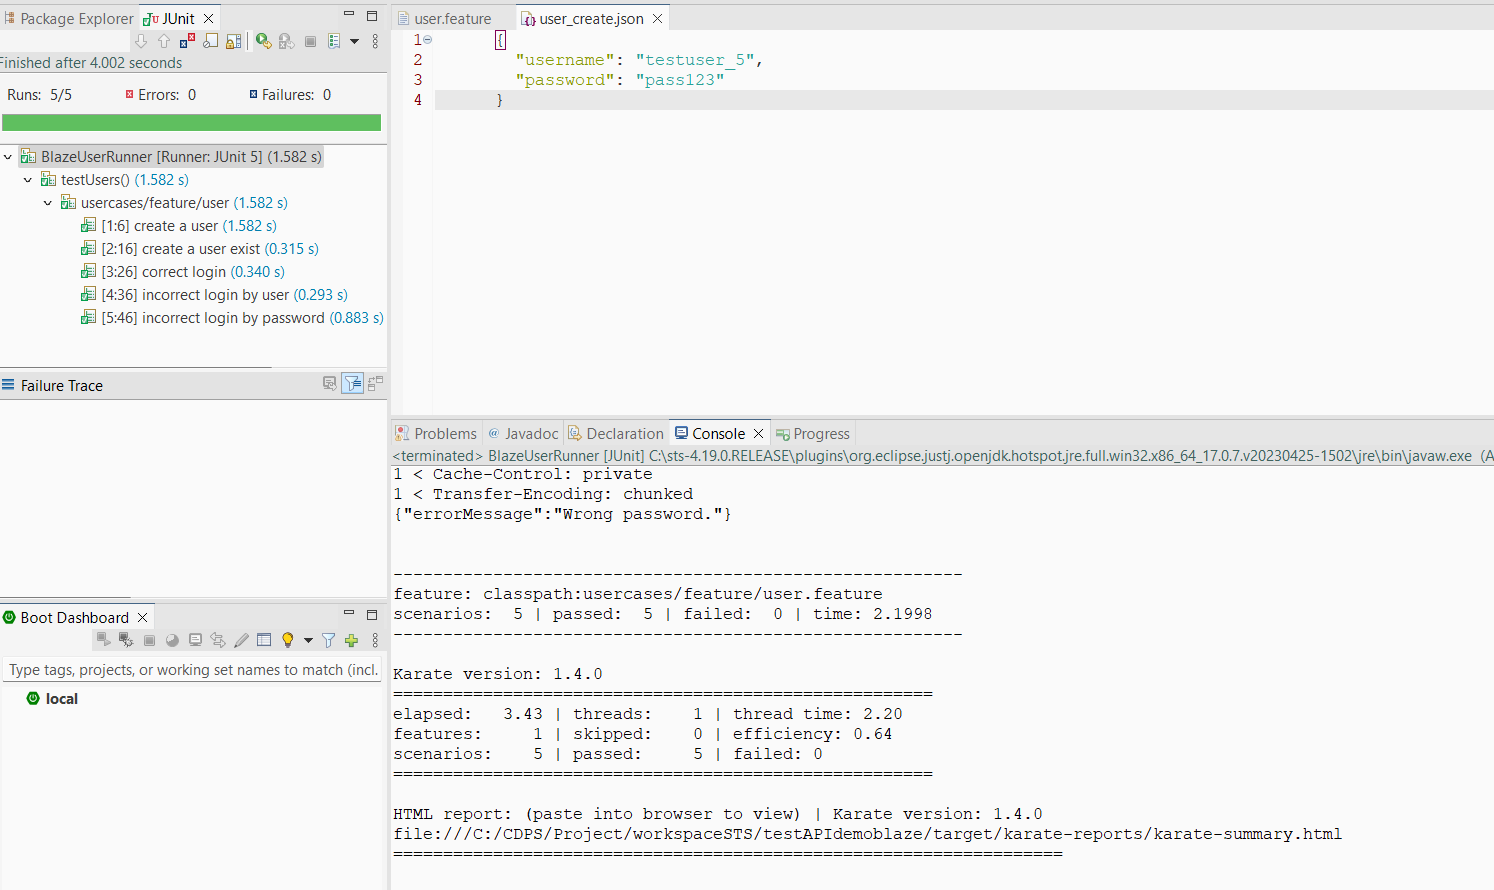 Package Explorer
JUnit
Finished after 4.002 seconds
Runs: 5/5
Errors: 0
Failures: 0
BlazeUserRunner [Runner: JUnit 5] (1.582 s)
testUsers() (1.582 s)
usercases/feature/user (1.582 s)
[1:6] create a user (1.582 s)
[2:16] create a user exist (0.315 s)
[3:26] correct login (0.340 s)
[4:36] incorrect login by user (0.293 s)
[5:46] incorrect login by password (0.883 s)
Failure Trace
Boot Dashboard
Type tags, projects, or working set names to match (incl.
local
user.feature
user_create.json
1 {
2 "username": "testuser_5",
3 "password": "pass123"
4 }
Problems
@ Javadoc
Declaration
Console
Progress
<terminated> BlazeUserRunner [JUnit] C:\sts-4.19.0.RELEASE\plugins\org.eclipse.justj.openjdk.hotspot.jre.full.win32.x86_64_17.0.7.v20230425-1502\jre\bin\javaw.exe (A
1 < Cache-Control: private
1 < Transfer-Encoding: chunked
{"errorMessage":"Wrong password."}
---------------------------------------------------------
feature: classpath:usercases/feature/user.feature
scenarios: 5 | passed: 5 | failed: 0 | time: 2.1998
---------------------------------------------------------
Karate version: 1.4.0
======================================================
elapsed: 3.43 | threads: 1 | thread time: 2.20
features: 1 | skipped: 0 | efficiency: 0.64
scenarios: 5 | passed: 5 | failed: 0
======================================================
HTML report: (paste into browser to view) | Karate version: 1.4.0
file:///C:/CDPS/Project/workspaceSTS/testAPIdemoblaze/target/karate-reports/karate-summary.html
===================================================================